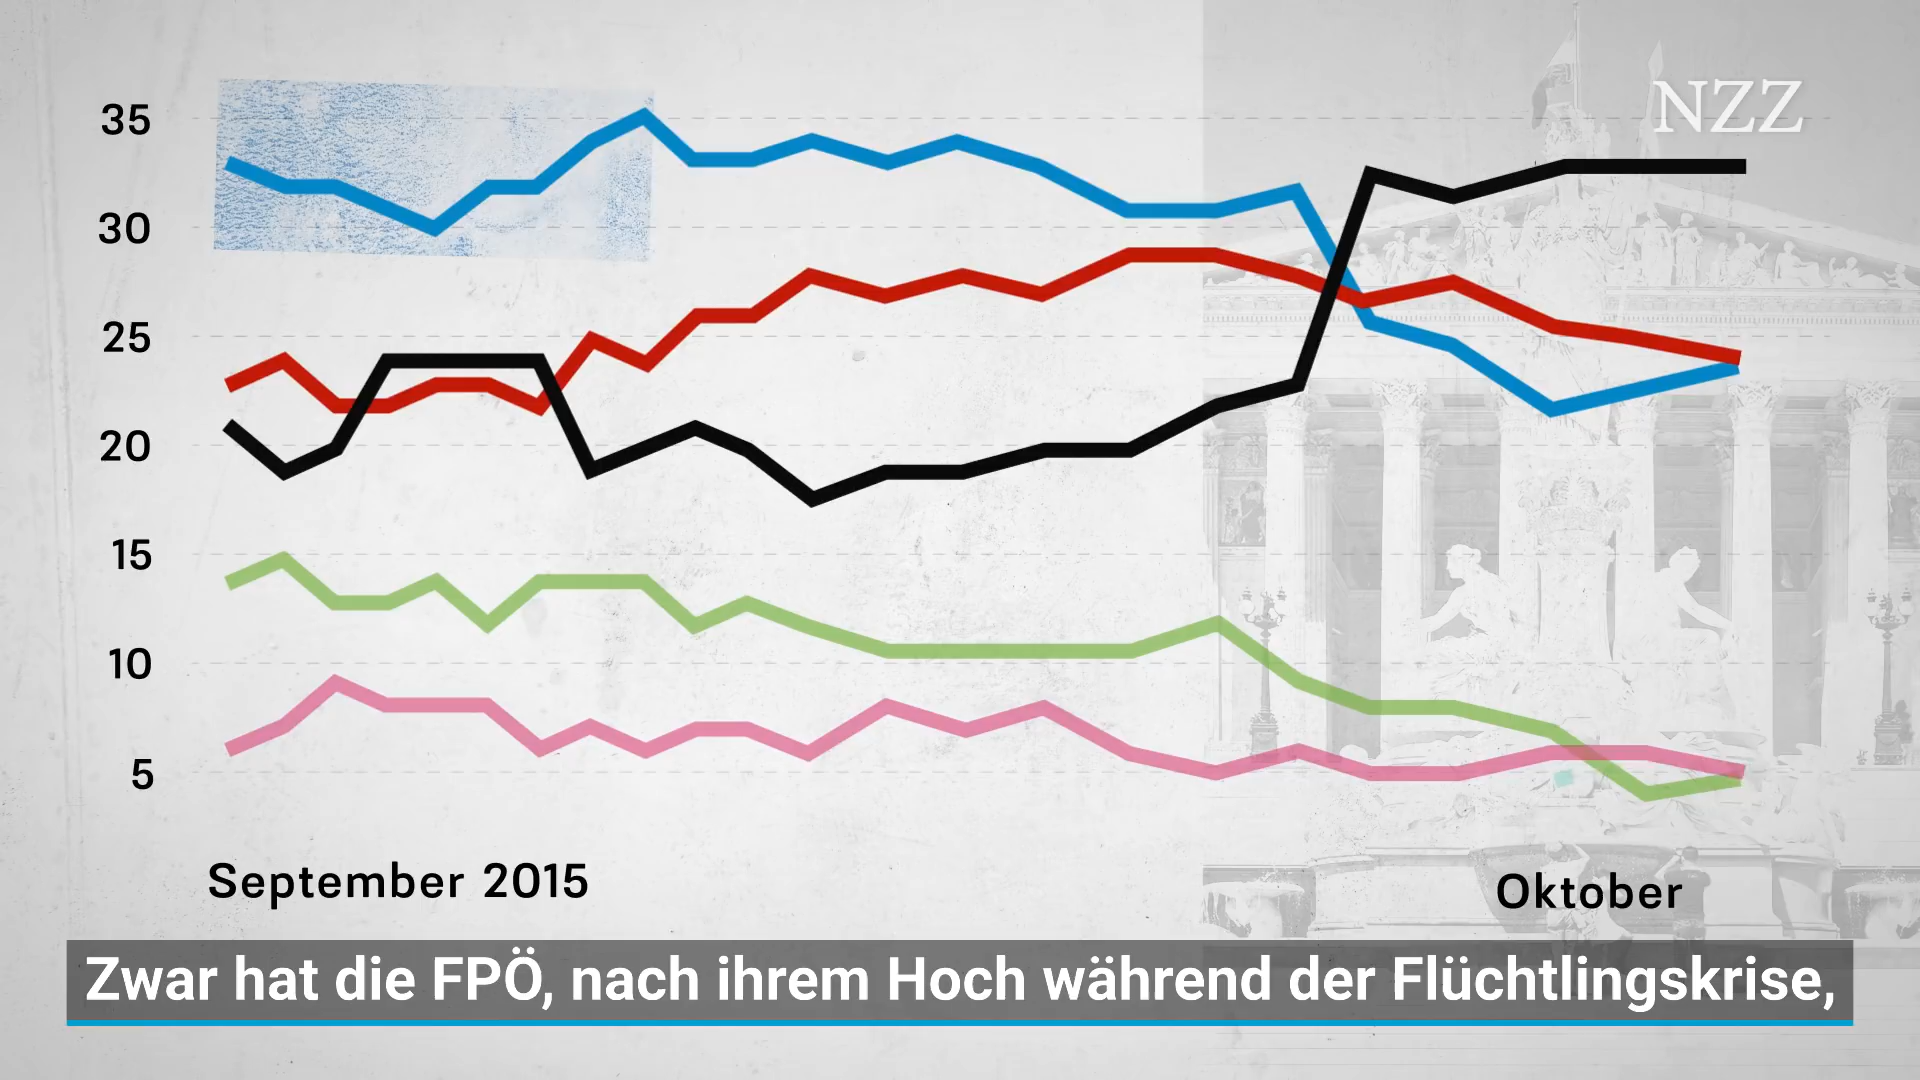 NZZ
35
30
25
20
15
10
5
September 2015
Oktober
Zwar hat die FPÖ, nach ihrem Hoch während der Flüchtlingskrise,